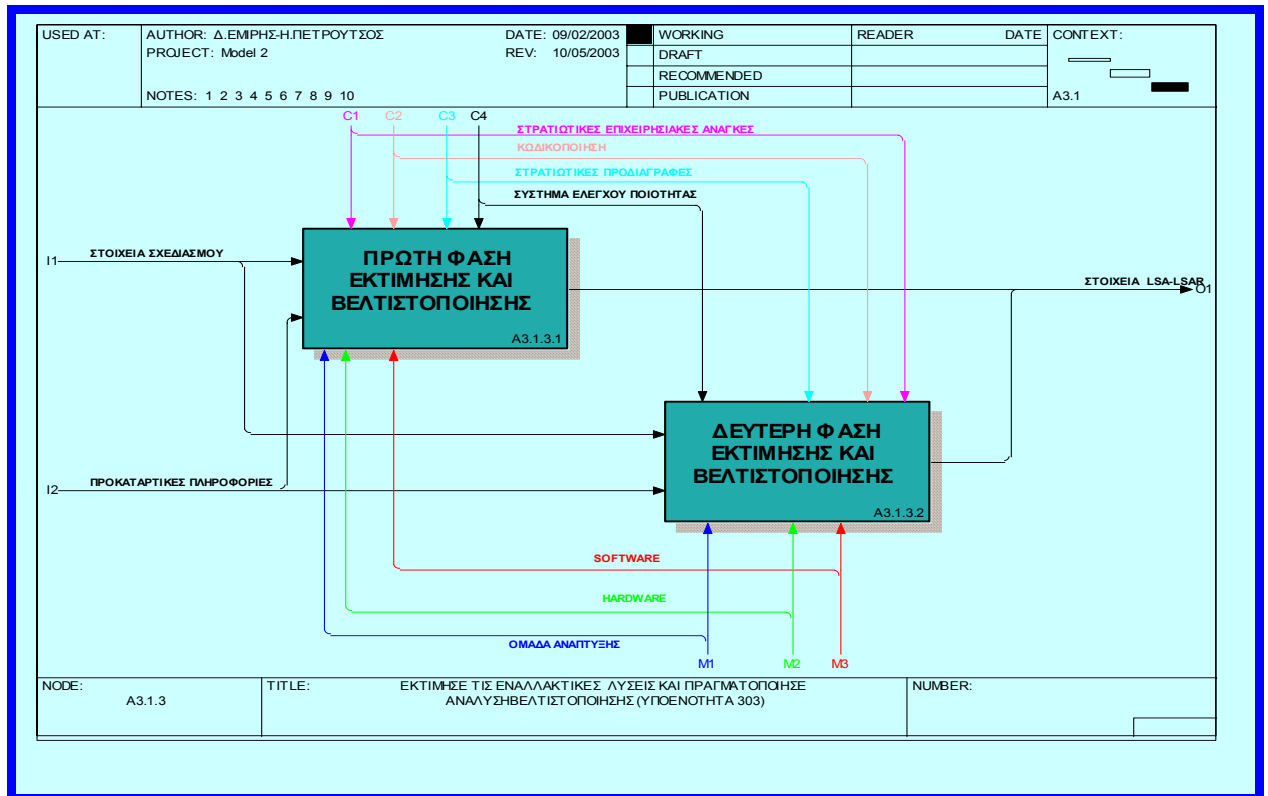 USED AT:
AUTHOR: Δ.ΕΜΙΡΗΣ-Η.ΠΕΤΡΟΥΤΣΟΣ
DATE: 09/02/2003
WORKING
READER
DATE
CONTEXT:
PROJECT: Model 2
REV: 10/05/2003
DRAFT
RECOMMENDED
NOTES: 1 2 3 4 5 6 7 8 9 10
PUBLICATION
A3.1
C1
C2
C3
C4
ΣΤΡΑΤΙΩΤΙΚΕΣ ΕΠΙΧΕΙΡΗΣΙΑΚΕΣ ΑΝΑΓΚΕΣ
ΚΩΔΙΚΟΠΟΙΗΣΗ
ΣΤΡΑΤΙΩΤΙΚΕΣ ΠΡΟΔΙΑΓΡΑΦΕΣ
ΣΥΣΤΗΜΑ ΕΛΕΓΧΟΥ ΠΟΙΟΤΗΤΑΣ
I1
ΣΤΟΙΧΕΙΑ ΣΧΕΔΙΑΣΜΟΥ
ΠΡΩΤΗ ΦΑΣΗ
ΕΚΤΙΜΗΣΗΣ ΚΑΙ
ΒΕΛΤΙΣΤΟΠΟΙΗΣΗΣ
A3.1.3.1
ΣΤΟΙΧΕΙΑ LSA-LSAR
O1
ΔΕΥΤΕΡΗ ΦΑΣΗ
ΕΚΤΙΜΗΣΗΣ ΚΑΙ
ΒΕΛΤΙΣΤΟΠΟΙΗΣΗΣ
A3.1.3.2
I2
ΠΡΟΚΑΤΑΡΤΙΚΕΣ ΠΛΗΡΟΦΟΡΙΕΣ
SOFTWARE
HARDWARE
ΟΜΑΔΑ ΑΝΑΠΤΥΞΗΣ
M1
M2
M3
NODE:
A3.1.3
TITLE:
ΕΚΤΙΜΗΣΕ ΤΙΣ ΕΝΑΛΛΑΚΤΙΚΕΣ ΛΥΣΕΙΣ ΚΑΙ ΠΡΑΓΜΑΤΟΠΟΙΗΣΕ
ΑΝΑΛΥΣΗΒΕΛΤΙΣΤΟΠΟΙΗΣΗΣ (ΥΠΟΕΝΟΤΗΤΑ 303)
NUMBER: